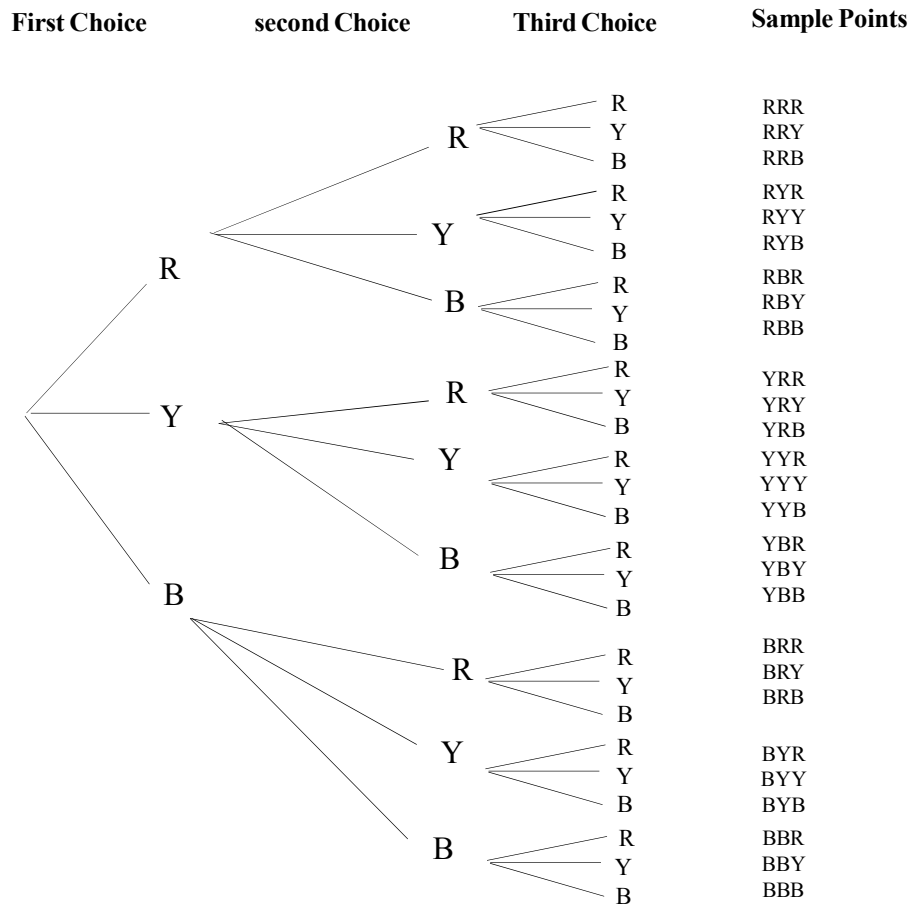 First Choice second Choice Third Choice Sample Points
R RRR
R Y RRY
B RRB
R RYR
Y Y RYY
B RYB
R
R RBR
B Y RBY
B RBB
R YRR
R Y YRY
B YRB
Y
R YYR
Y Y YYY
B YYB
R YBR
B Y YBY
B YBB
B
R BRR
R Y BRY
B BRB
R BYR
Y Y BYY
B BYB
R BBR
B Y BBY
B BBB